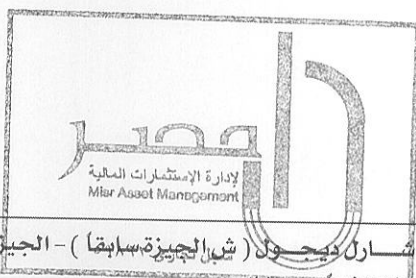 مصر
لإدارة الإستثمارات المالية
Misr Asset Management
شارل ديجول ( ش الجيزة سابقاً ) - الجيز